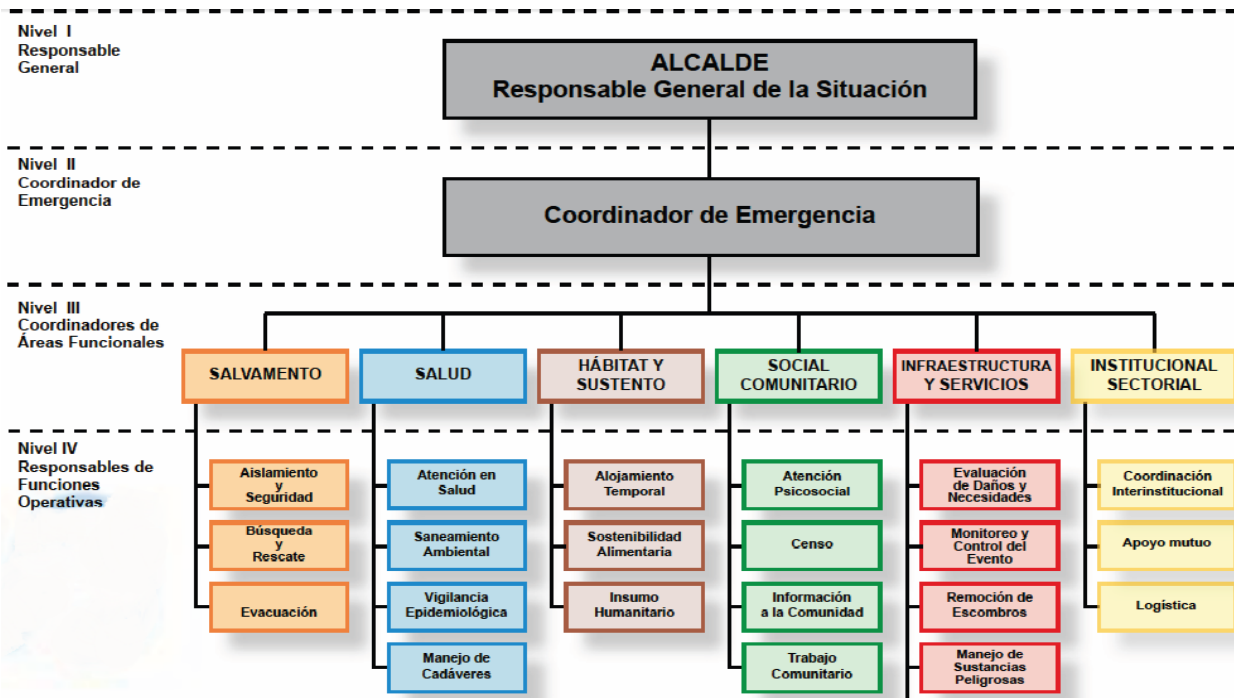 Nivel I
Responsable
General
ALCALDE
Responsable General de la Situación
Nivel II
Coordinador de
Emergencia
Coordinador de Emergencia
Nivel III
Coordinadores de
Áreas Funcionales
SALVAMENTO
SALUD
HÁBITAT Y
SUSTENTO
SOCIAL
COMUNITARIO
INFRAESTRUCTURA
Y SERVICIOS
INSTITUCIONAL
SECTORIAL
Nivel IV
Responsables de
Funciones
Operativas
Aislamiento
y
Seguridad
Búsqueda
y
Rescate
Evacuación
Atención en
Salud
Saneamiento
Ambiental
Vigilancia
Epidemiológica
Manejo de
Cadáveres
Alojamiento
Temporal
Sostenibilidad
Alimentaria
Insumo
Humanitario
Atención
Psicosocial
Censo
Información
a la Comunidad
Trabajo
Comunitario
Evaluación
de Daños y
Necesidades
Monitoreo y
Control del
Evento
Remoción de
Escombros
Manejo de
Sustancias
Peligrosas
Coordinación
Interinstitucional
Apoyo mutuo
Logística